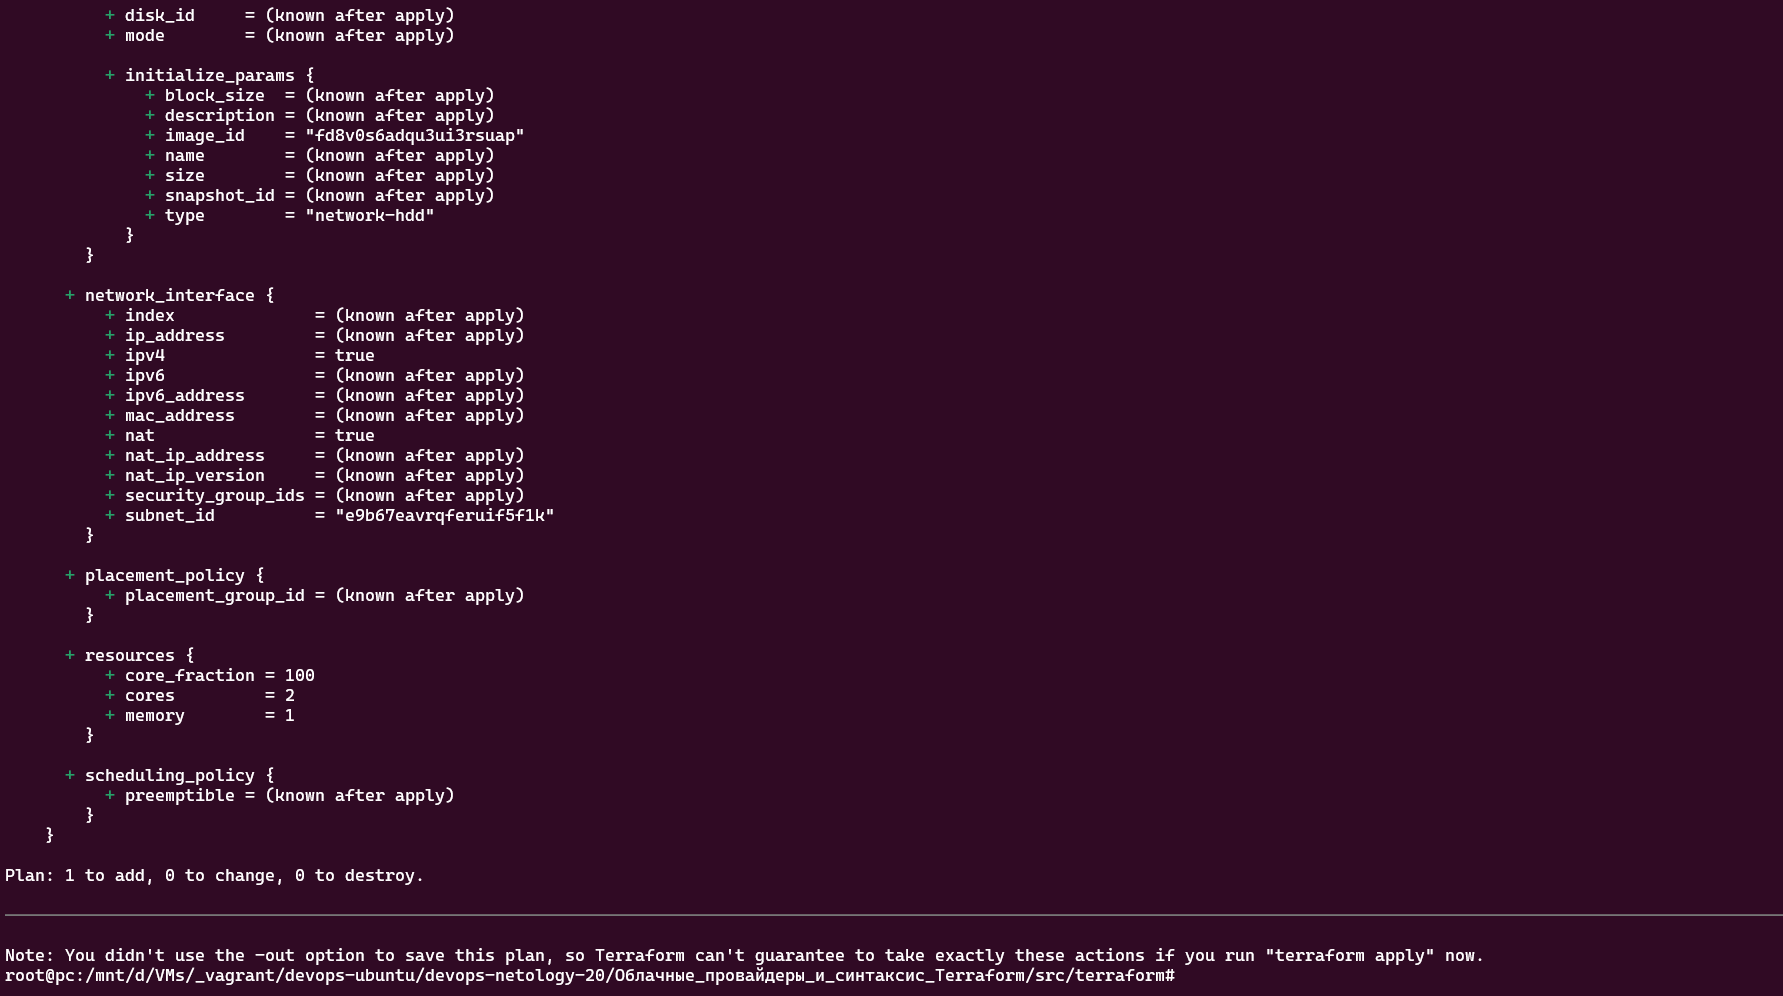 + disk_id     = (known after apply)
+ mode        = (known after apply)
+ initialize_params {
+ block_size  = (known after apply)
+ description = (known after apply)
+ image_id    = "fd8v0s6adqu3ui3rsuap"
+ name        = (known after apply)
+ size        = (known after apply)
+ snapshot_id = (known after apply)
+ type        = "network-hdd"
}
}
+ network_interface {
+ index              = (known after apply)
+ ip_address         = (known after apply)
+ ipv4               = true
+ ipv6               = (known after apply)
+ ipv6_address       = (known after apply)
+ mac_address        = (known after apply)
+ nat                = true
+ nat_ip_address     = (known after apply)
+ nat_ip_version     = (known after apply)
+ security_group_ids = (known after apply)
+ subnet_id          = "e9b67eavrqferuif5f1k"
}
+ placement_policy {
+ placement_group_id = (known after apply)
}
+ resources {
+ core_fraction = 100
+ cores         = 2
+ memory        = 1
}
+ scheduling_policy {
+ preemptible = (known after apply)
}
}
Plan: 1 to add, 0 to change, 0 to destroy.
Note: You didn't use the -out option to save this plan, so Terraform can't guarantee to take exactly these actions if you run "terraform apply" now.
root@pc:/mnt/d/VMs/_vagrant/devops-ubuntu/devops-netology-20/Облачные_провайдеры_и_синтаксис_Terraform/src/terraform#